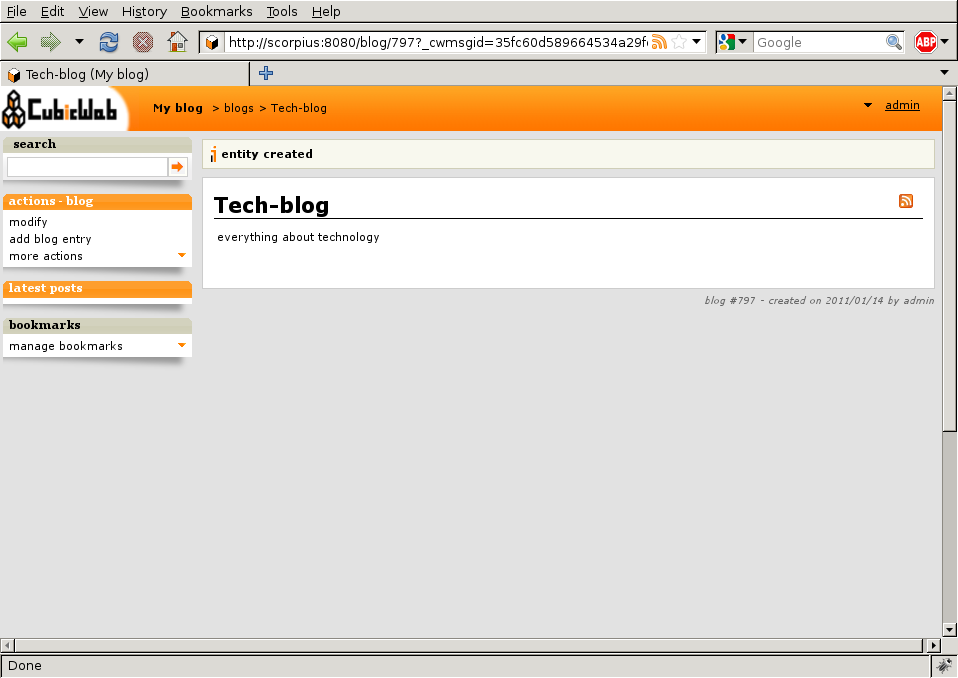 File Edit View History Bookmarks Tools Help
http://scorpius:8080/blog/797?_cwmsgid=35fc60d589664534a29f
Google
ABP
Tech-blog (My blog)
CubicWeb
My blog > blogs > Tech-blog
admin
search
entity created
actions - blog
modify
add blog entry
more actions
latest posts
bookmarks
manage bookmarks
Tech-blog
everything about technology
blog #797 - created on 2011/01/14 by admin
Done